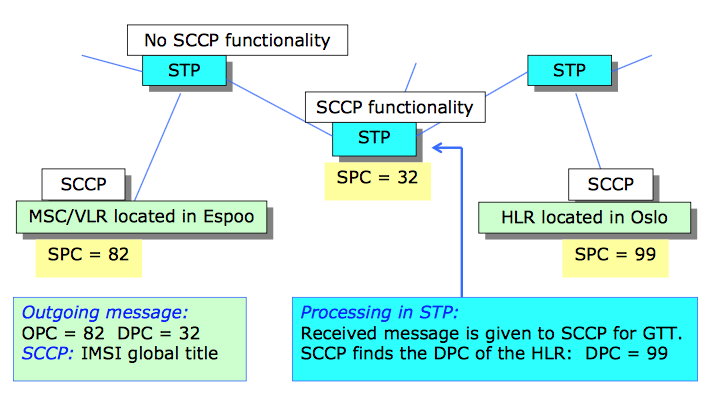 No SCCP functionality
STP
STP
SCCP functionality
STP
SPC = 32
SCCP
MSC/VLR located in Espoo
SPC = 82
SCCP
HLR located in Oslo
SPC = 99
Outgoing message:
OPC = 82 DPC = 32
SCCP: IMSI global title
Processing in STP:
Received message is given to SCCP for GTT.
SCCP finds the DPC of the HLR: DPC = 99